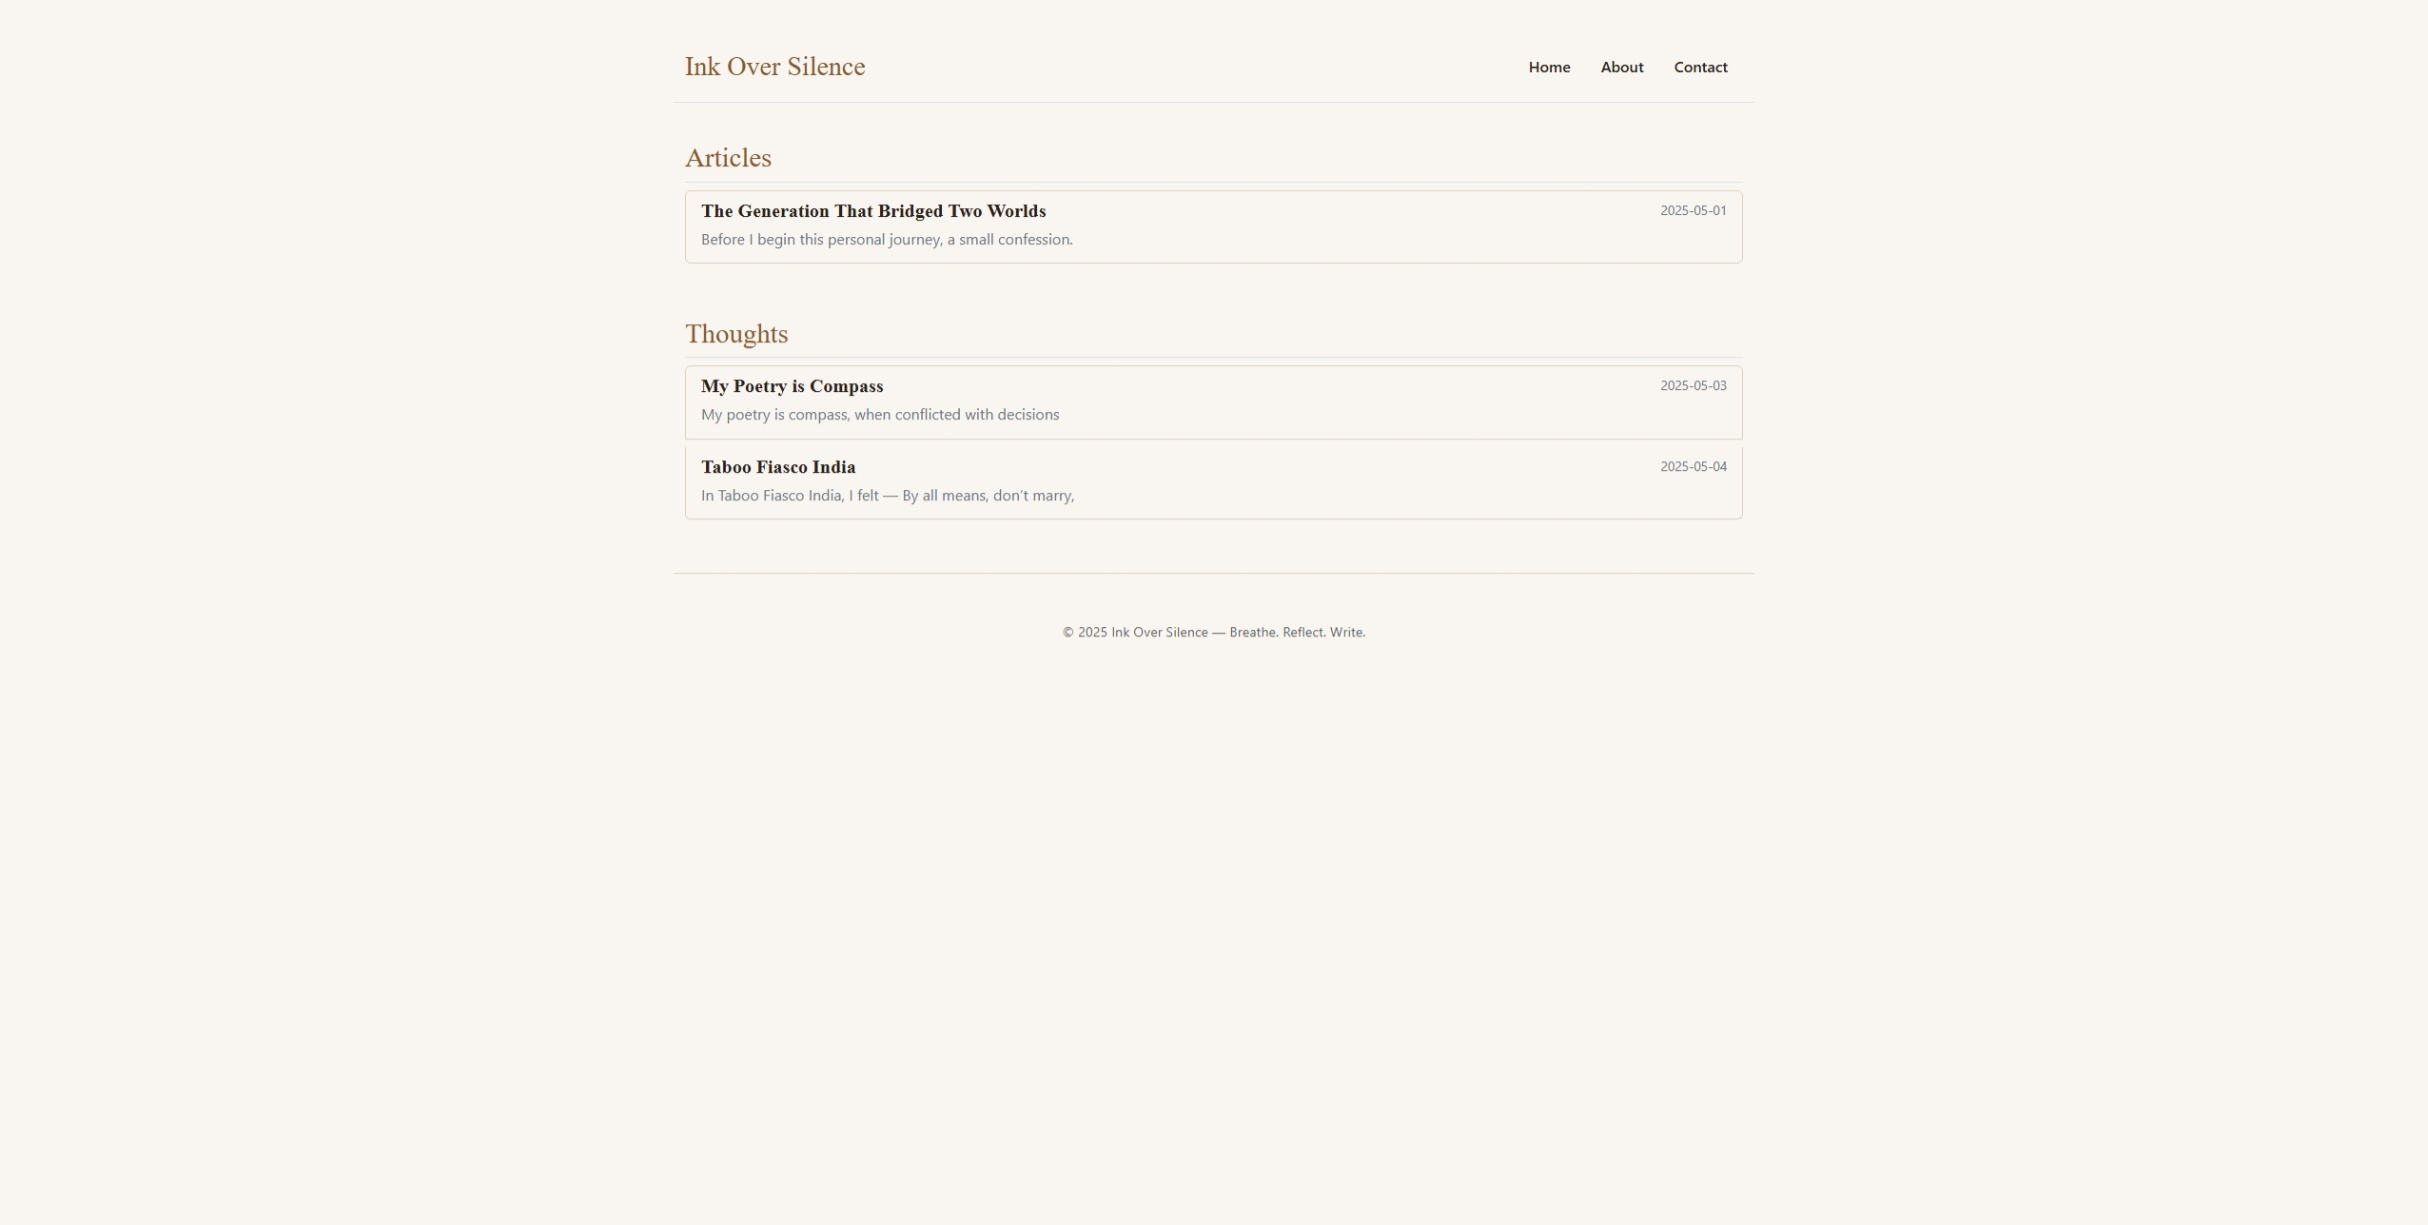 Ink Over Silence
Home About Contact
Articles
The Generation That Bridged Two Worlds 2025-05-01
Before I begin this personal journey, a small confession.
Thoughts
My Poetry is Compass 2025-05-03
My poetry is compass, when conflicted with decisions
Taboo Fiasco India 2025-05-04
In Taboo Fiasco India, I felt — By all means, don’t marry,
© 2025 Ink Over Silence — Breathe. Reflect. Write.